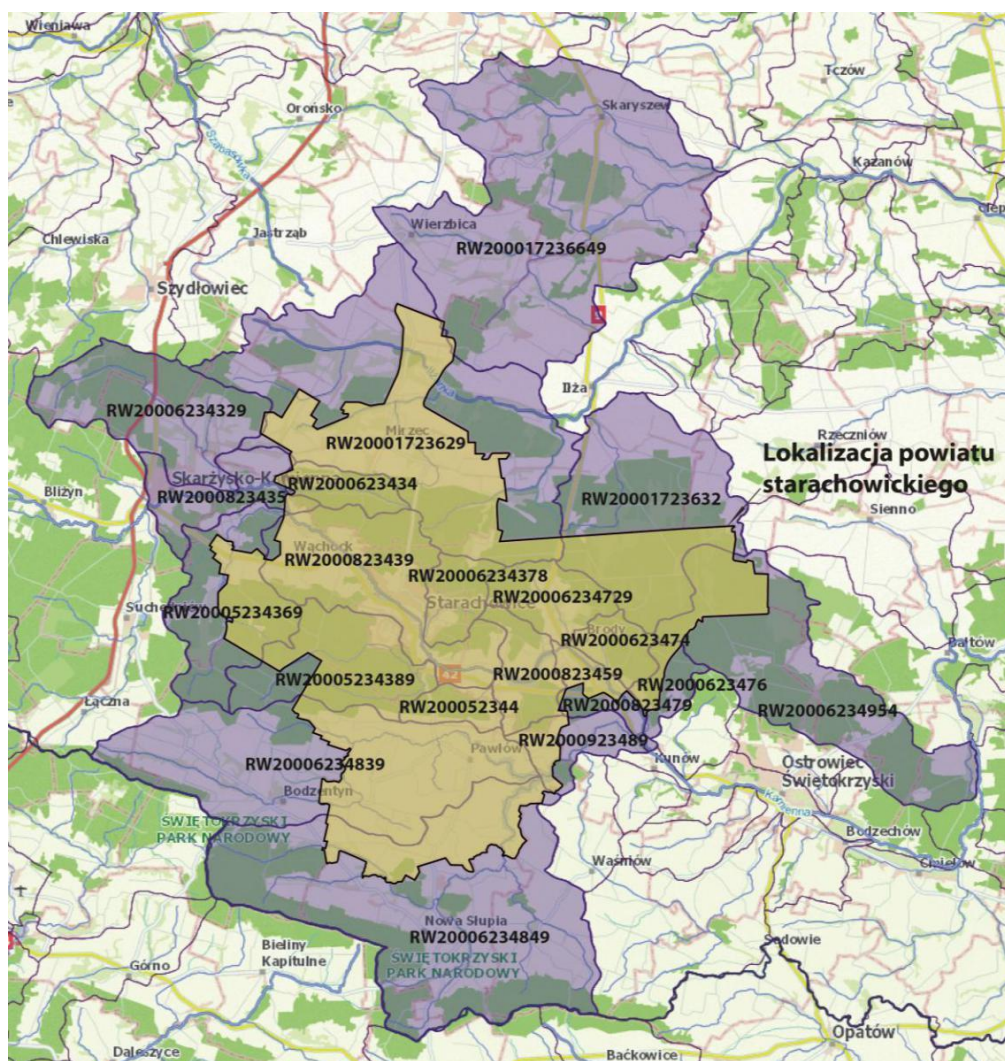 Wieniawa
Tczów
Orońsko
Skaryszew
Szabasówka
Kazanów
Wierzbica
Chlewiska
Jastrząb
RW200017236649
Szydłowiec
Iłża
RW20006234329
Mirzec
RW20001723629
Rzeczniów
Lokalizacja powiatu
starachowickiego
Skarżysko-K
RW2000623434
RW2000823435
Bliżyn
RW20001723632
Sienno
Wąchock
RW2000823439
RW20006234378
RW20006234729
Starachowice
RW20005234369
Brody
RW2000623474
Bałtów
RW20005234389
42
RW2000823459
RW2000623476
RW2000823479
Łączna
RW200052344
RW20006234954
RW2000923489
Pawłów
RW20006234839
Kunów
Ostrowiec
Świętokrzyski
Bodzentyn
Kamienna
ŚWIĘTOKRZYSKI
PARK NARODOWY
Bodzechów
Waśniów
Ćmielów
Nowa Słupia
RW20006234849
Sadowie
Bieliny
Kapitulne
ŚWIĘTOKRZYSKI
PARK NARODOWY
Górno
Opatów
Daleszyce
Baćkowice